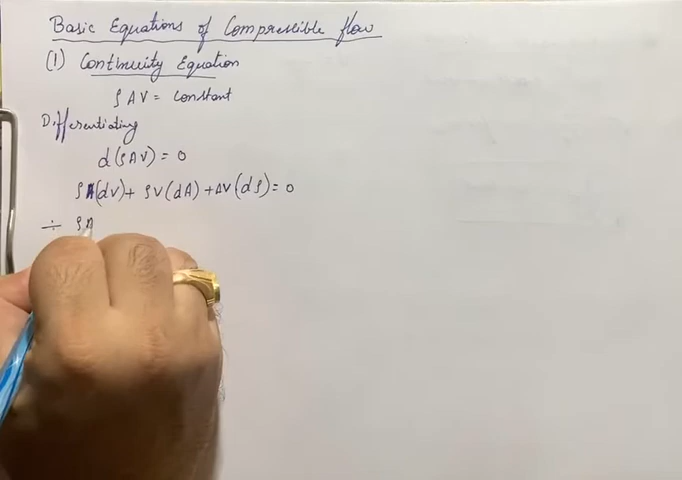 Basic Equations of Compressible flow
(1) Continuity Equation
ρAV = constant
Differentiating
d(ρAV) = 0
ρA(dV) + ρV(dA) + AV(dρ) = 0
÷ ρA